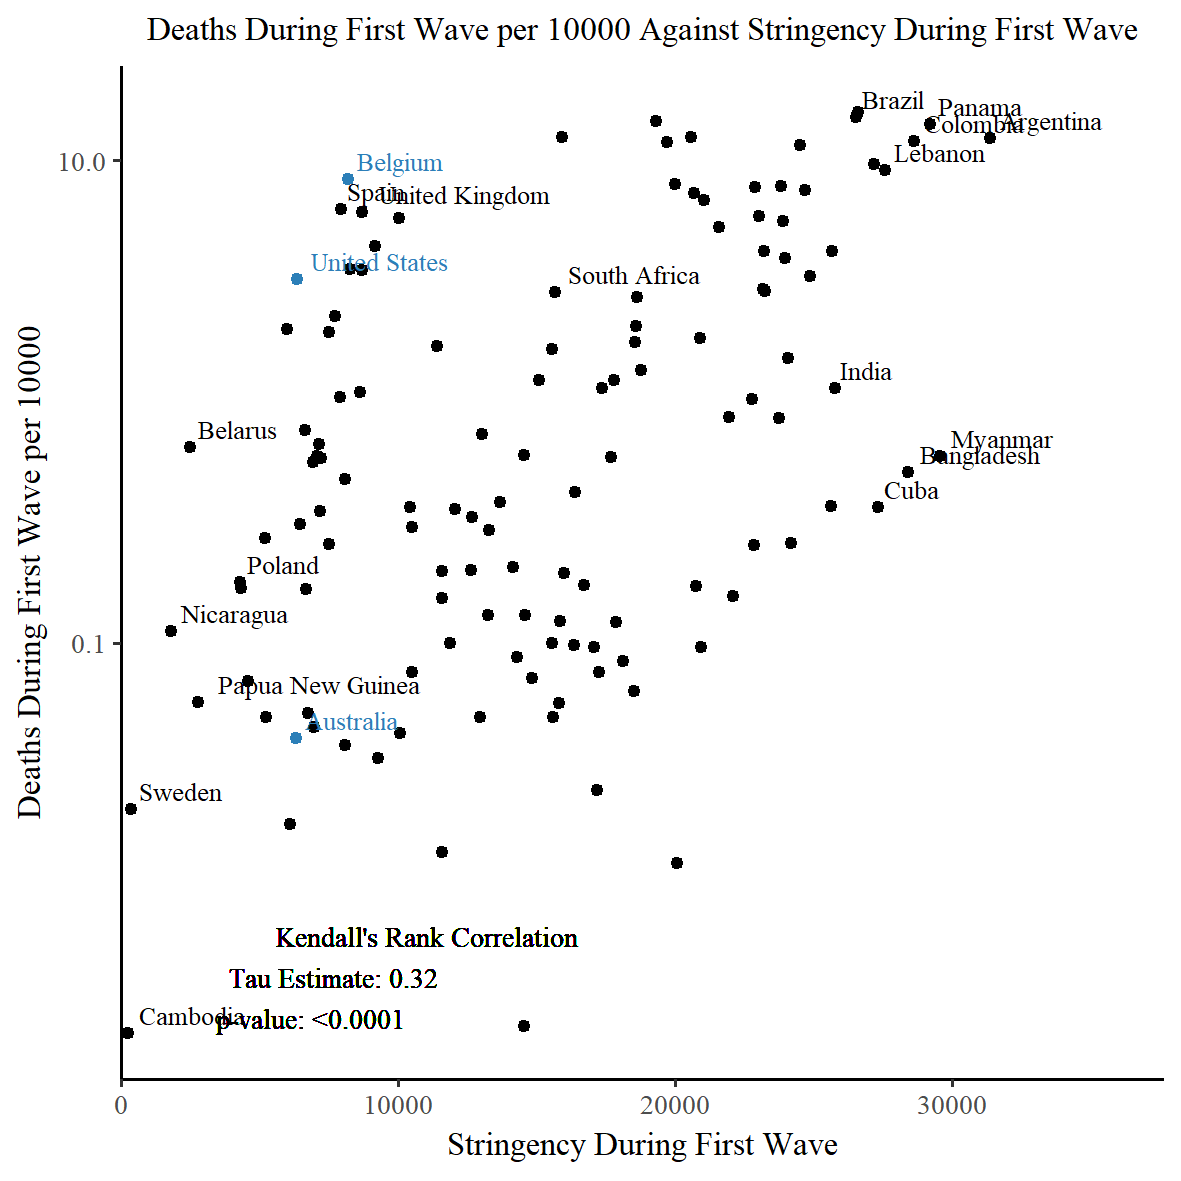 Deaths During First Wave per 10000 Against Stringency During First Wave
Deaths During First Wave per 10000
10.0
0.1
Brazil
Panama
Colombia
Argentina
Lebanon
Belgium
Spain
United Kingdom
United States
South Africa
India
Belarus
Myanmar
Bangladesh
Cuba
Poland
Nicaragua
Papua New Guinea
Australia
Sweden
Kendall's Rank Correlation
Tau Estimate: 0.32
Cambodia
p-value: <0.0001
0
10000
20000
30000
Stringency During First Wave